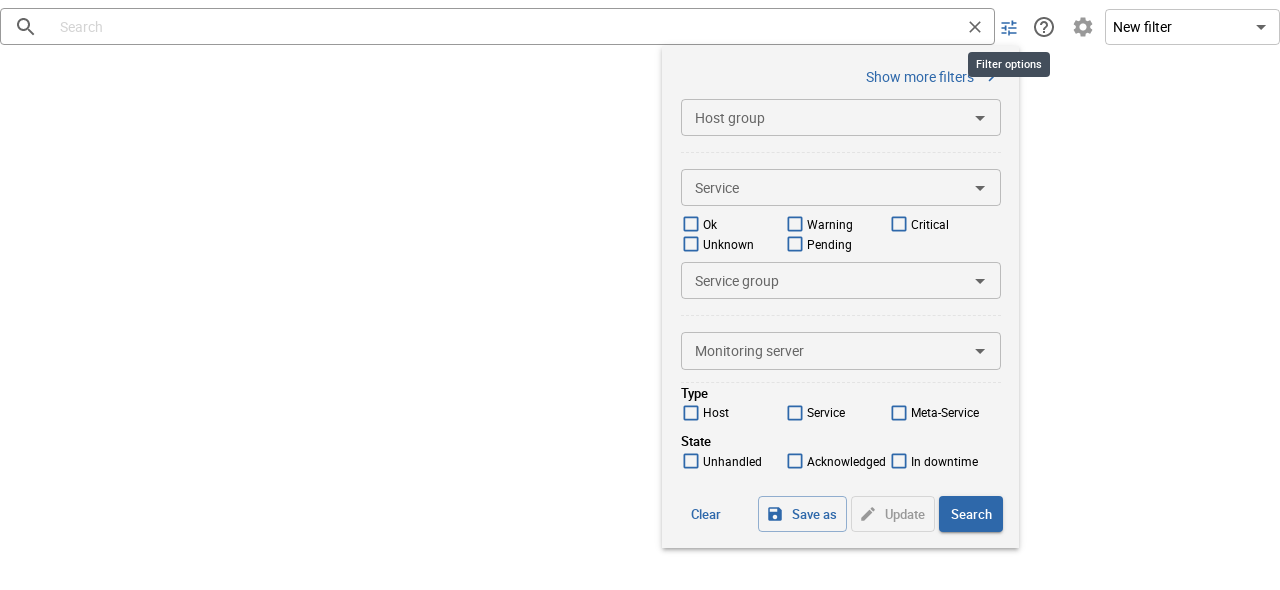 Search
New filter
Filter options
Show more filters
Host group
Service
Ok Warning Critical
Unknown Pending
Service group
Monitoring server
Type
Host Service Meta-Service
State
Unhandled Acknowledged In downtime
Clear Save as Update Search